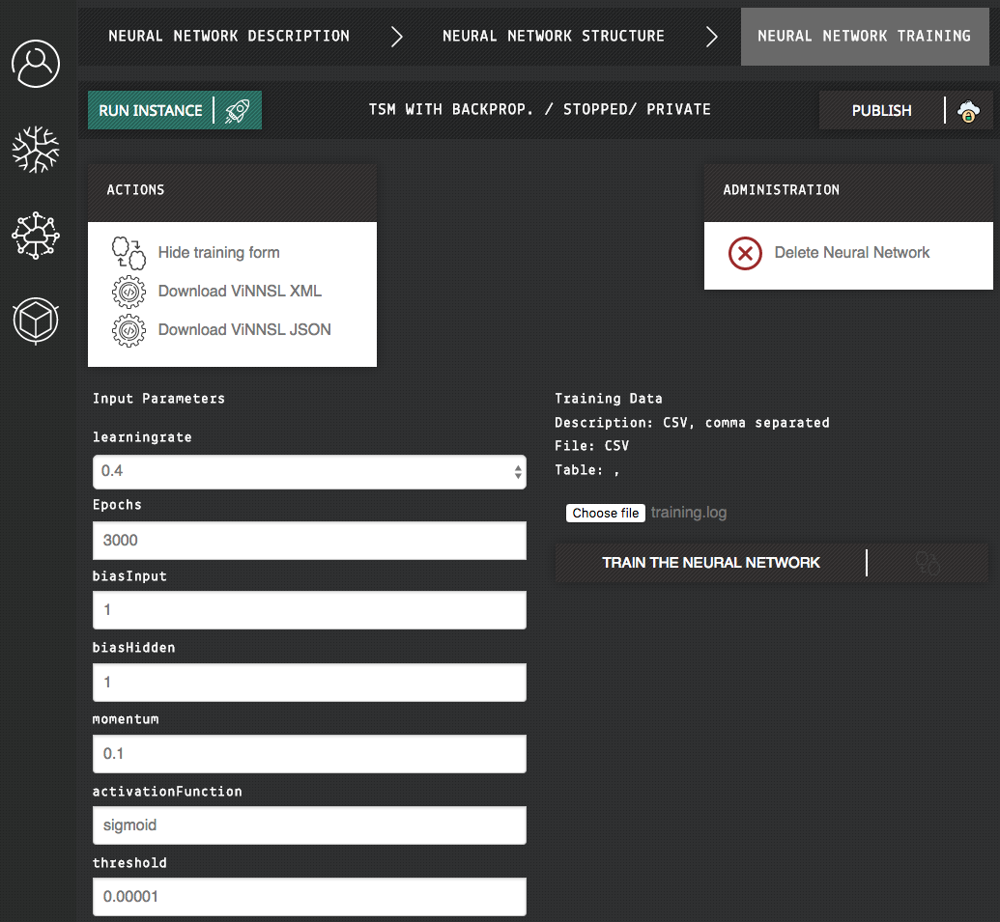 NEURAL NETWORK DESCRIPTION
NEURAL NETWORK STRUCTURE
NEURAL NETWORK TRAINING
RUN INSTANCE
TSM WITH BACKPROP. / STOPPED/ PRIVATE
PUBLISH
ACTIONS
Hide training form
Download ViNNSL XML
Download ViNNSL JSON
ADMINISTRATION
Delete Neural Network
Input Parameters
learningrate
0.4
Epochs
3000
biasInput
1
biasHidden
1
momentum
0.1
activationFunction
sigmoid
threshold
0.00001
Training Data
Description: CSV, comma separated
File: CSV
Table: ,
Choose file training.log
TRAIN THE NEURAL NETWORK